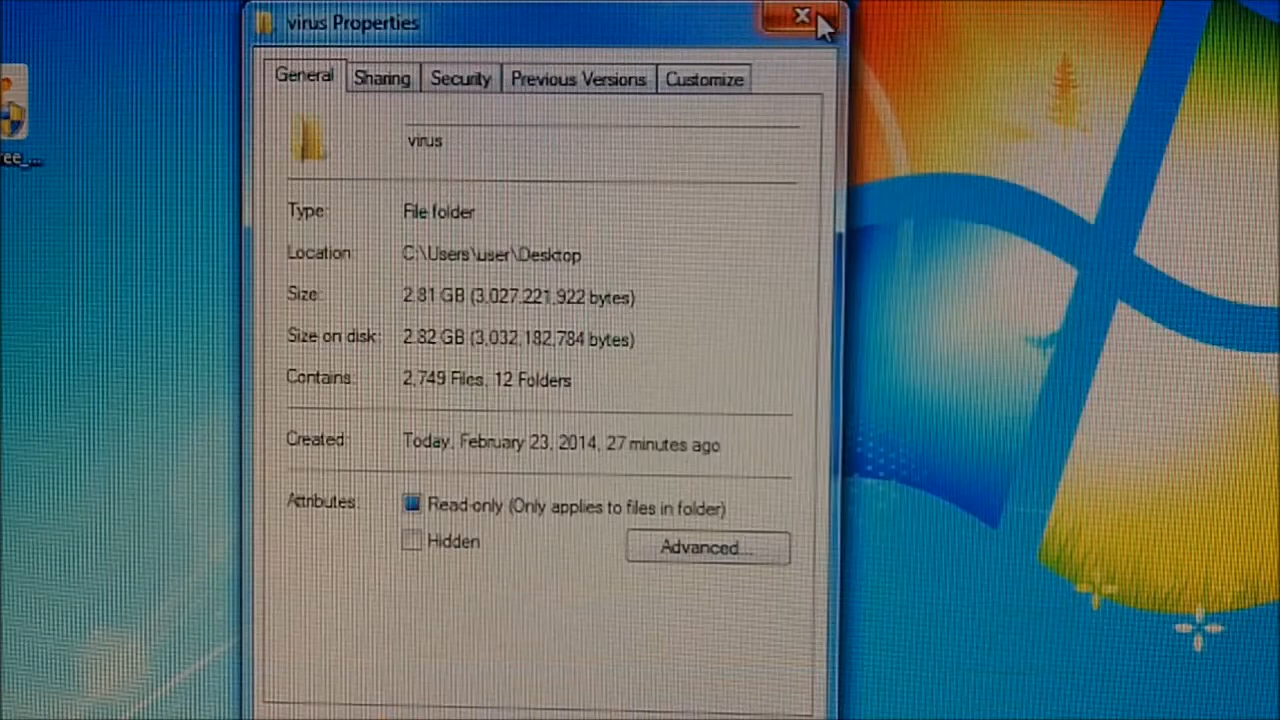 virus Properties
General Sharing Security Previous Versions Customize
ree_...
virus
Type: File folder
Location: C:\Users\user\Desktop
Size: 2.81 GB (3,027,221,922 bytes)
Size on disk: 2.82 GB (3,032,182,784 bytes)
Contains: 2,749 Files, 12 Folders
Created: Today, February 23, 2014, 27 minutes ago
Attributes: Read-only (Only applies to files in folder)
Hidden Advanced...